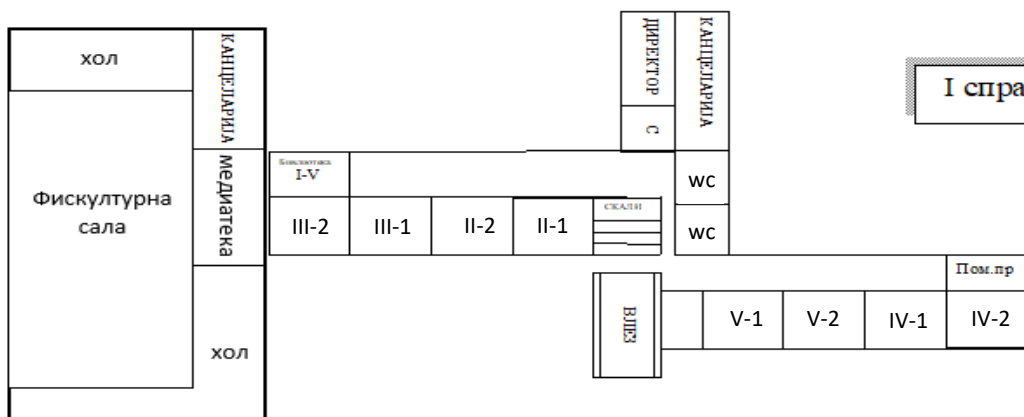 хол
КАНЦЕЛАРИЈА
ДИРЕКТОР
КАНЦЕЛАРИЈА
С
I спра
Фискултурна
сала
медиатека
Библиотека
I-V
wc
III-2
III-1
II-2
II-1
СКАЛИ
wc
хол
ВЛЕЗ
V-1
V-2
IV-1
Пом.пр
IV-2